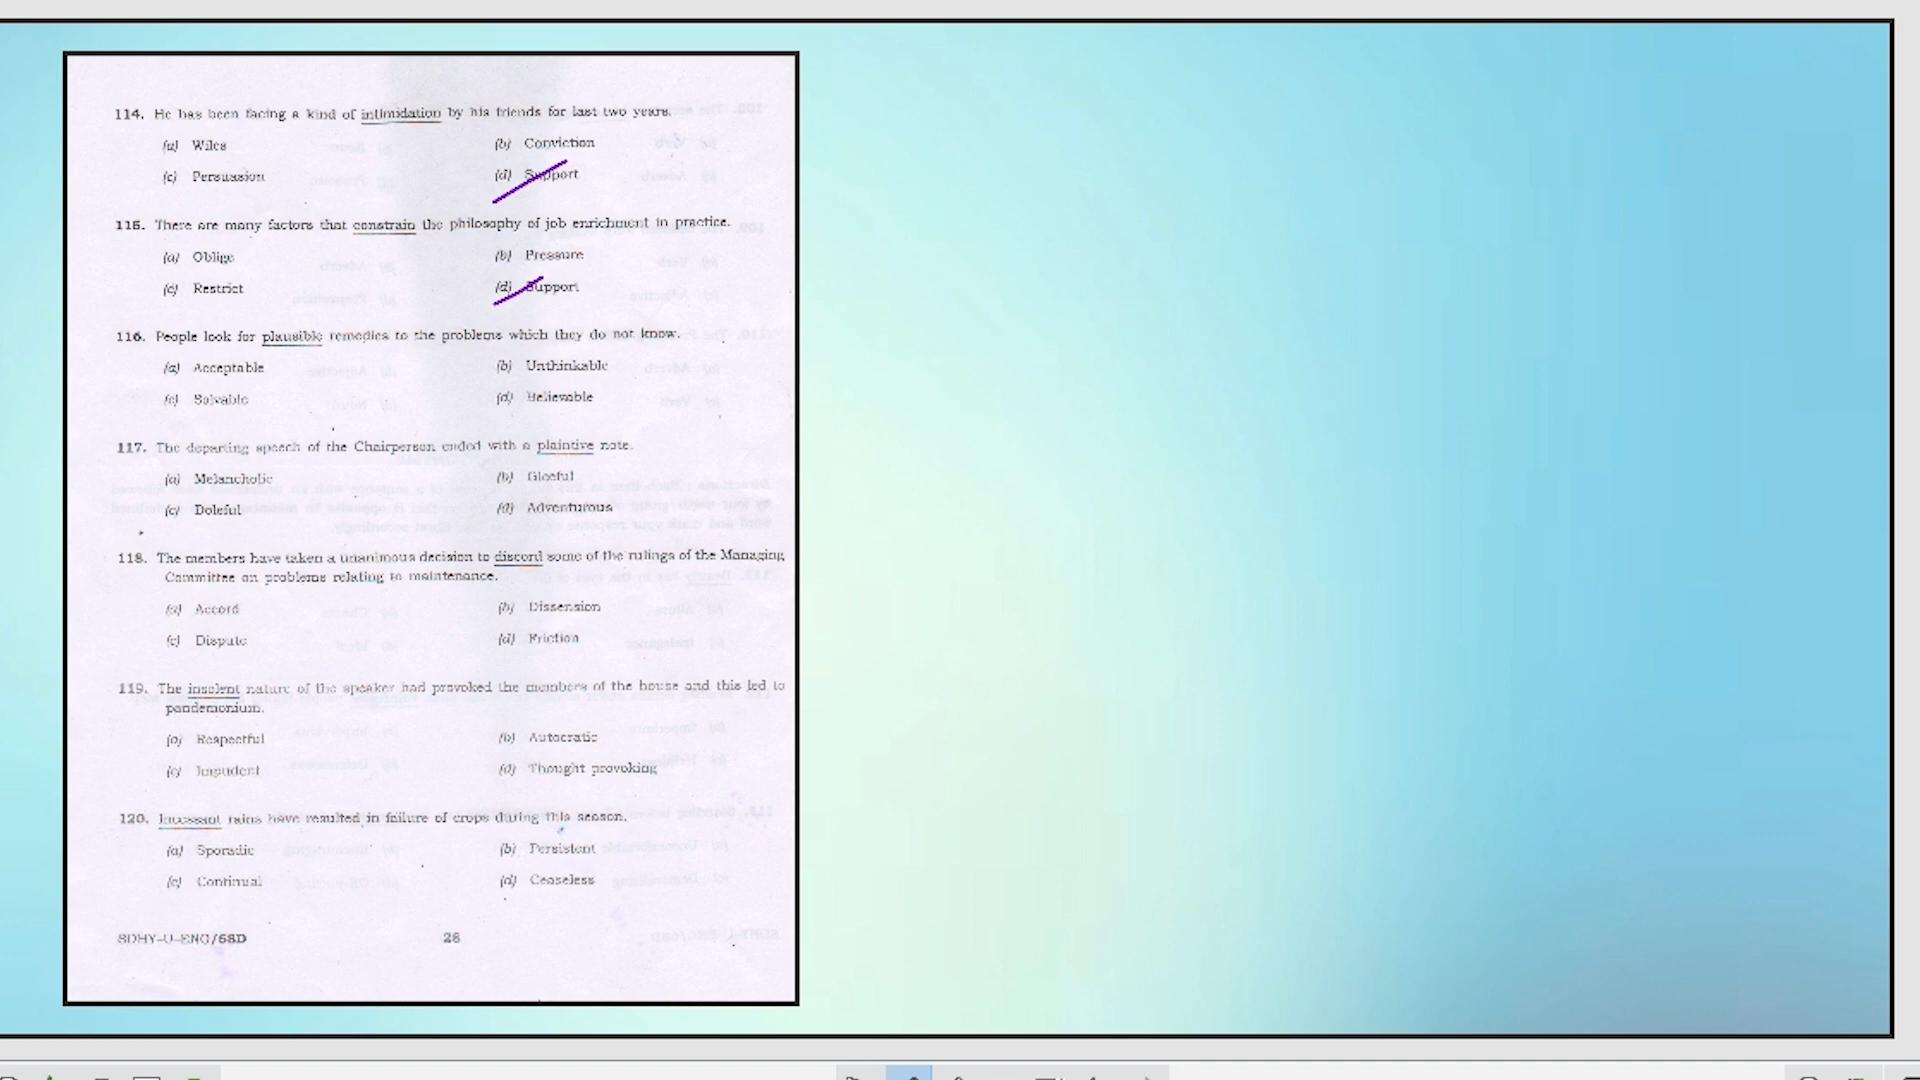 114. He has been facing a kind of intimidation by his friends for last two years.
(a) Wiles (b) Conviction
(c) Persuasion (d) Support
115. There are many factors that constrain the philosophy of job enrichment in practice.
(a) Oblige (b) Pressure
(c) Restrict (d) Support
116. People look for plausible remedies to the problems which they do not know.
(a) Acceptable (b) Unthinkable
(c) Solvable (d) Believable
117. The departing speech of the Chairperson ended with a plaintive note.
(a) Melancholic (b) Gleeful
(c) Doleful (d) Adventurous
118. The members have taken a unanimous decision to discord some of the rulings of the Managing
Committee on problems relating to maintenance.
(a) Accord (b) Dissension
(c) Dispute (d) Friction
119. The insolent nature of the speaker had provoked the members of the house and this led to
pandemonium.
(a) Respectful (b) Autocratic
(c) Impudent (d) Thought provoking
120. Incessant rains have resulted in failure of crops during this season.
(a) Sporadic (b) Persistent
(c) Continual (d) Ceaseless
SDHY-U-ENG/58D 26